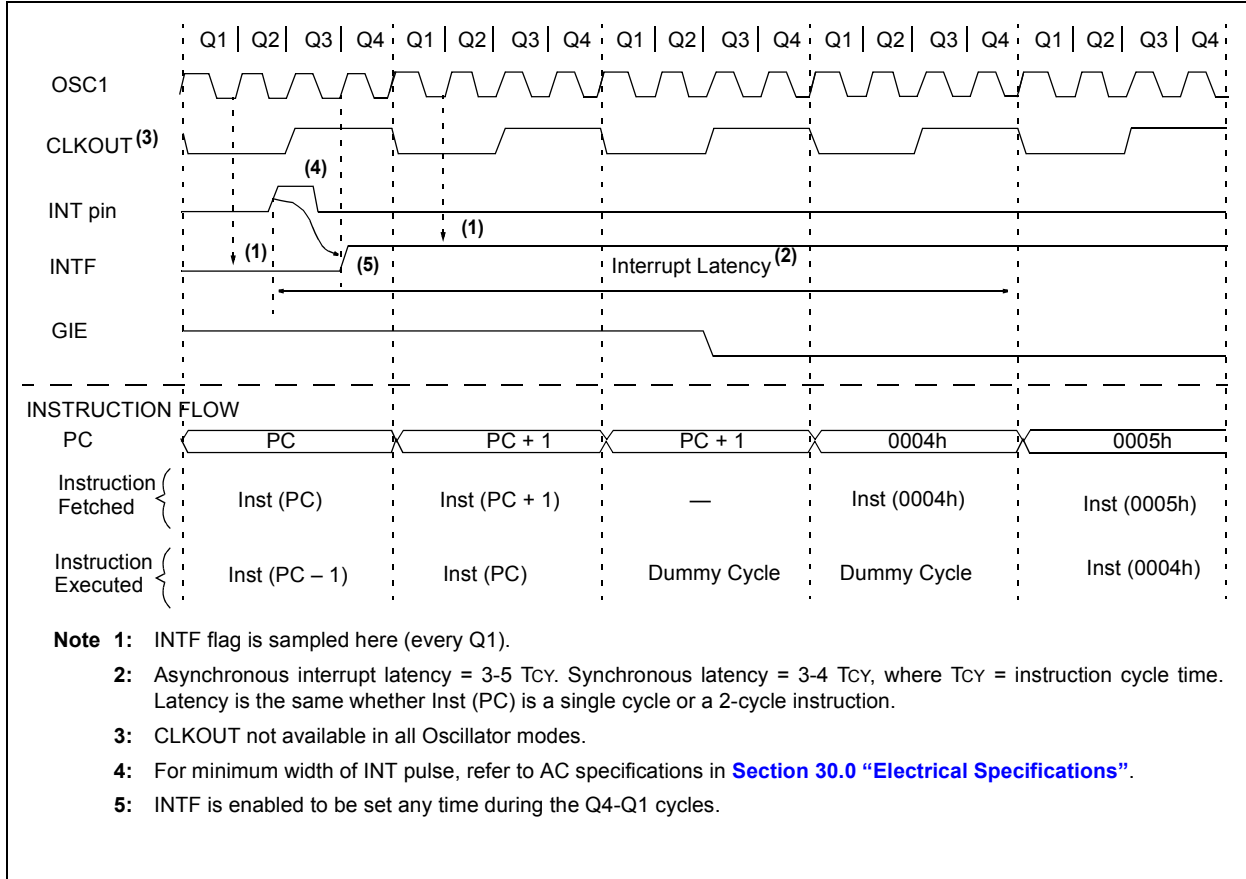 Q1 Q2 Q3 Q4 Q1 Q2 Q3 Q4 Q1 Q2 Q3 Q4 Q1 Q2 Q3 Q4 Q1 Q2 Q3 Q4
OSC1
CLKOUT (3)
(4)
INT pin
(1)
(1)
INTF
(5)
Interrupt Latency (2)
GIE
INSTRUCTION FLOW
PC PC PC + 1 PC + 1 0004h 0005h
Instruction Fetched Inst (PC) Inst (PC + 1) — Inst (0004h) Inst (0005h)
Instruction Executed Inst (PC – 1) Inst (PC) Dummy Cycle Dummy Cycle Inst (0004h)
Note 1: INTF flag is sampled here (every Q1).
2: Asynchronous interrupt latency = 3-5 TCY. Synchronous latency = 3-4 TCY, where TCY = instruction cycle time.
Latency is the same whether Inst (PC) is a single cycle or a 2-cycle instruction.
3: CLKOUT not available in all Oscillator modes.
4: For minimum width of INT pulse, refer to AC specifications in Section 30.0 “Electrical Specifications”.
5: INTF is enabled to be set any time during the Q4-Q1 cycles.